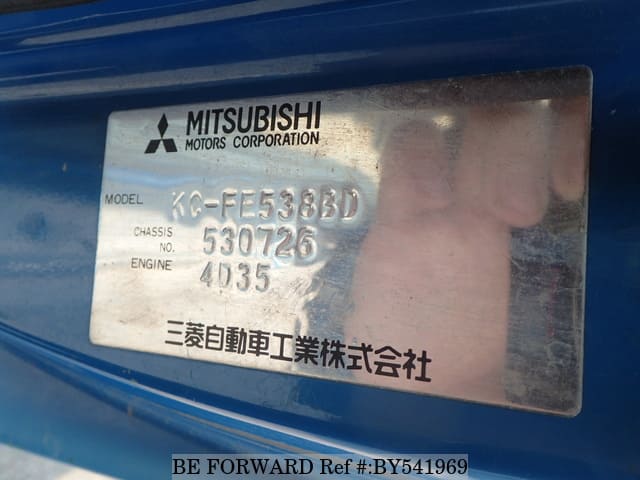 MITSUBISHI
MOTORS CORPORATION
MODEL KC-FE538BD
CHASSIS NO. 530726
ENGINE 4D35
三菱自動車工業株式会社
BE FORWARD Ref #:BY541969